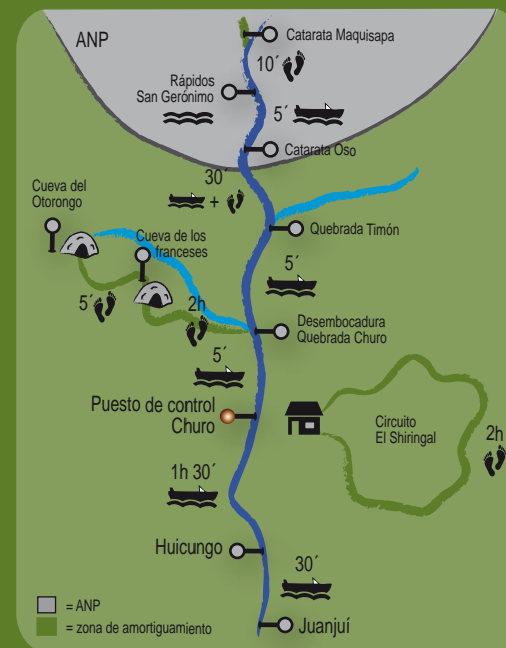 ANP
Catarata Maquisapa
10´
Rápidos
San Gerónimo
5´
Catarata Oso
30´
+
Cueva del
Otorongo
Cueva de los
franceses
Quebrada Timón
5´
5´
2h
Desembocadura
Quebrada Churo
5´
Puesto de control
Churo
Circuito
El Shiringal
2h
1h 30´
Huicungo
30´
Juanjuí
= ANP
= zona de amortiguamiento